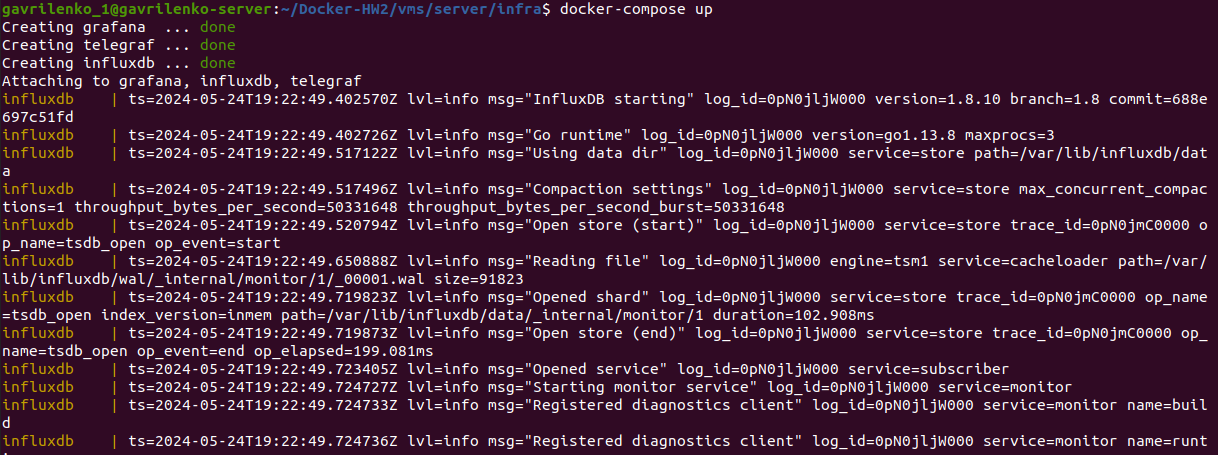 gavrilenko_1@gavrilenko-server:~/Docker-HW2/vms/server/infra$ docker-compose up
Creating grafana  ... done
Creating telegraf ... done
Creating influxdb ... done
Attaching to grafana, influxdb, telegraf
influxdb    | ts=2024-05-24T19:22:49.402570Z lvl=info msg="InfluxDB starting" log_id=0pN0jljW000 version=1.8.10 branch=1.8 commit=688e
697c51fd
influxdb    | ts=2024-05-24T19:22:49.402726Z lvl=info msg="Go runtime" log_id=0pN0jljW000 version=go1.13.8 maxprocs=3
influxdb    | ts=2024-05-24T19:22:49.517122Z lvl=info msg="Using data dir" log_id=0pN0jljW000 service=store path=/var/lib/influxdb/dat
a
influxdb    | ts=2024-05-24T19:22:49.517496Z lvl=info msg="Compaction settings" log_id=0pN0jljW000 service=store max_concurrent_compac
tions=1 throughput_bytes_per_second=50331648 throughput_bytes_per_second_burst=50331648
influxdb    | ts=2024-05-24T19:22:49.520794Z lvl=info msg="Open store (start)" log_id=0pN0jljW000 service=store trace_id=0pN0jmC0000 o
p_name=tsdb_open op_event=start
influxdb    | ts=2024-05-24T19:22:49.650888Z lvl=info msg="Reading file" log_id=0pN0jljW000 engine=tsm1 service=cacheloader path=/var/
lib/influxdb/wal/_internal/monitor/1/_00001.wal size=91823
influxdb    | ts=2024-05-24T19:22:49.719823Z lvl=info msg="Opened shard" log_id=0pN0jljW000 service=store trace_id=0pN0jmC0000 op_name
=tsdb_open index_version=inmem path=/var/lib/influxdb/data/_internal/monitor/1 duration=102.908ms
influxdb    | ts=2024-05-24T19:22:49.719873Z lvl=info msg="Open store (end)" log_id=0pN0jljW000 service=store trace_id=0pN0jmC0000 op_
name=tsdb_open op_event=end op_elapsed=199.081ms
influxdb    | ts=2024-05-24T19:22:49.723405Z lvl=info msg="Opened service" log_id=0pN0jljW000 service=subscriber
influxdb    | ts=2024-05-24T19:22:49.724727Z lvl=info msg="Starting monitor service" log_id=0pN0jljW000 service=monitor
influxdb    | ts=2024-05-24T19:22:49.724733Z lvl=info msg="Registered diagnostics client" log_id=0pN0jljW000 service=monitor name=buil
d
influxdb    | ts=2024-05-24T19:22:49.724736Z lvl=info msg="Registered diagnostics client" log_id=0pN0jljW000 service=monitor name=runt